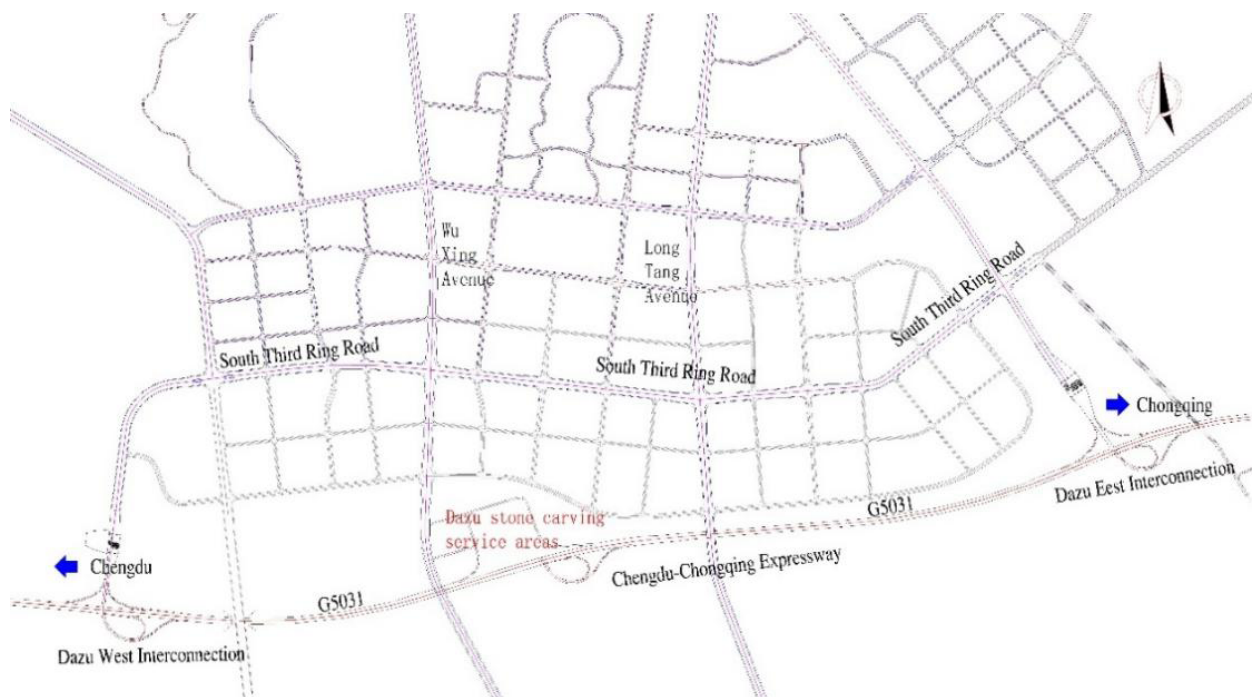 Wu
Xing
Avenue
Long
Tang
Avenue
South Third Ring Road
South Third Ring Road
South Third Ring Road
Chongqing
Dazu Eest Interconnection
G5031
Dazu stone carving
service areas
Chengdu-Chongqing Expressway
Chengdu
G5031
Dazu West Interconnection